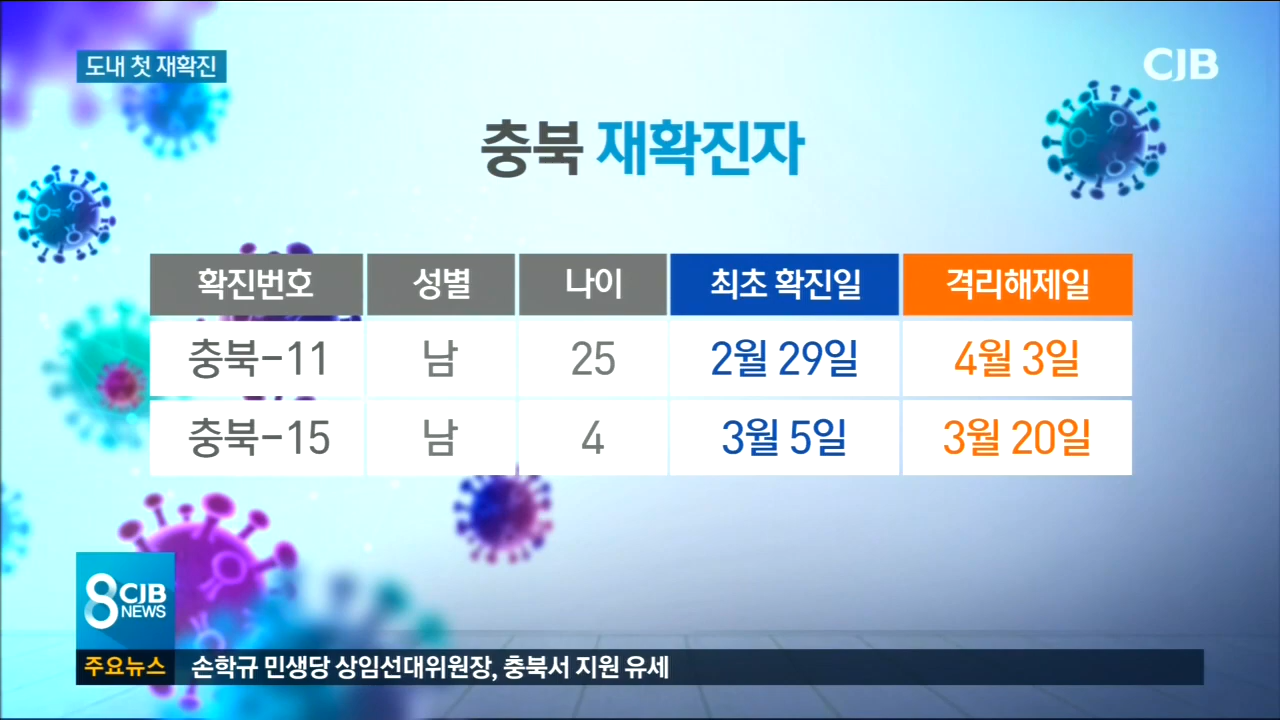 도내 첫 재확진
CJB
충북 재확진자
확진번호 성별 나이 최초 확진일 격리해제일
충북-11 남 25 2월 29일 4월 3일
충북-15 남 4 3월 5일 3월 20일
8 CJB NEWS
주요뉴스 손학규 민생당 상임선대위원장, 충북서 지원 유세